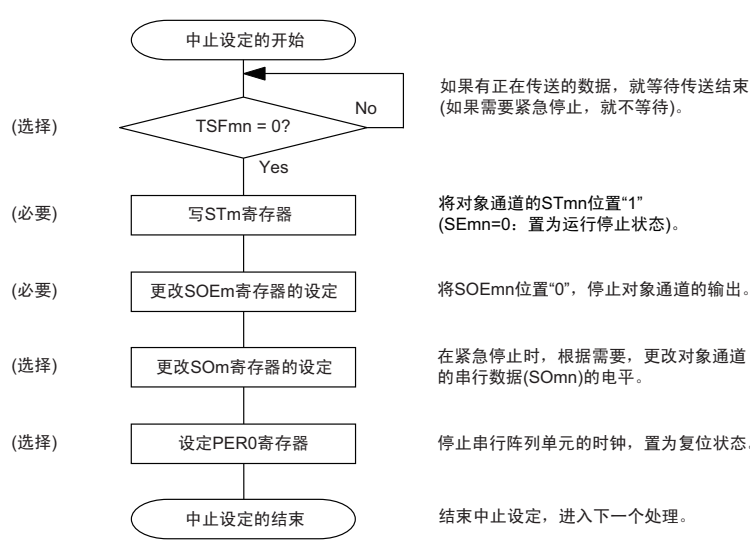 中止设定的开始
如果有正在传送的数据，就等待传送结束
(如果需要紧急停止，就不等待)。
(选择)
TSFmn = 0?
No
Yes
(必要)
写STm寄存器
将对象通道的STmn位置“1”
(SEmn=0：置为运行停止状态)。
(必要)
更改SOEm寄存器的设定
将SOEmn位置“0”，停止对象通道的输出。
(选择)
更改SOm寄存器的设定
在紧急停止时，根据需要，更改对象通道
的串行数据(SOmn)的电平。
(选择)
设定PER0寄存器
停止串行阵列单元的时钟，置为复位状态。
中止设定的结束
结束中止设定，进入下一个处理。